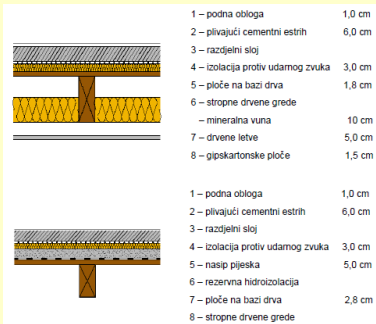 1 – podna obloga 1,0 cm
2 – plivajući cementni estrih 6,0 cm
3 – razdjelni sloj
4 – izolacija protiv udarnog zvuka 3,0 cm
5 – ploče na bazi drva 1,8 cm
6 – stropne drvene grede
– mineralna vuna 10 cm
7 – drvene letve 5,0 cm
8 – gipskartonske ploče 1,5 cm
1 – podna obloga 1,0 cm
2 – plivajući cementni estrih 6,0 cm
3 – razdjelni sloj
4 – izolacija protiv udarnog zvuka 3,0 cm
5 – nasip pijeska 5,0 cm
6 – rezervna hidroizolacija
7 – ploče na bazi drva 2,8 cm
8 – stropne drvene grede